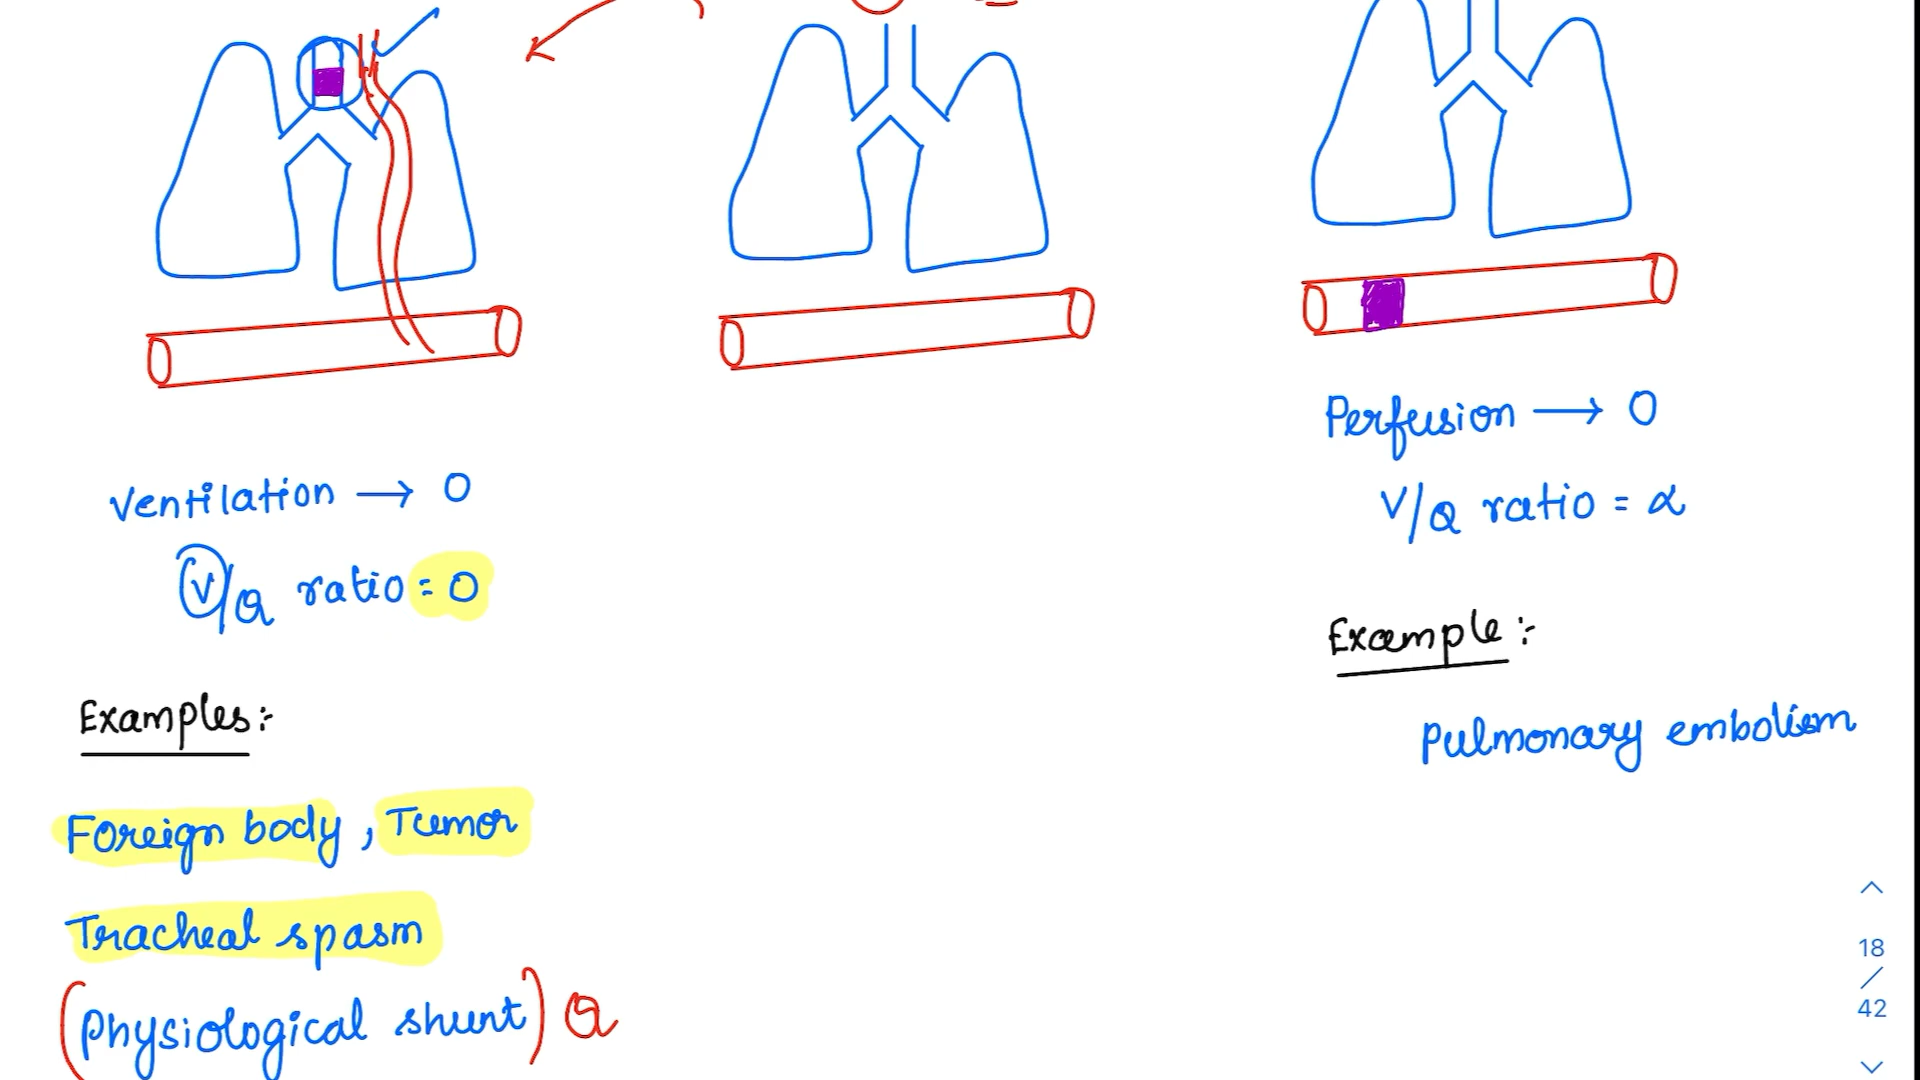 Ventilation → 0
V/Q ratio = 0
Examples:-
Foreign body, Tumor
Tracheal spasm
(Physiological shunt) Q
Perfusion → 0
V/Q ratio = α
Example:-
Pulmonary embolism
18
/
42